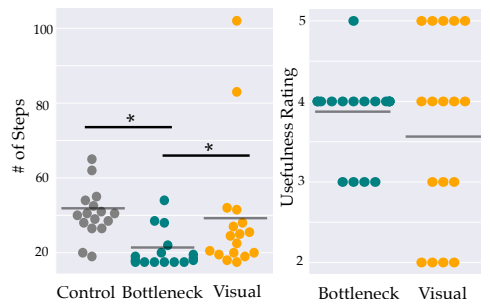 100
80
60
40
20
# of Steps
*
*
Control Bottleneck Visual
5
4
3
2
Usefulness Rating
Bottleneck Visual